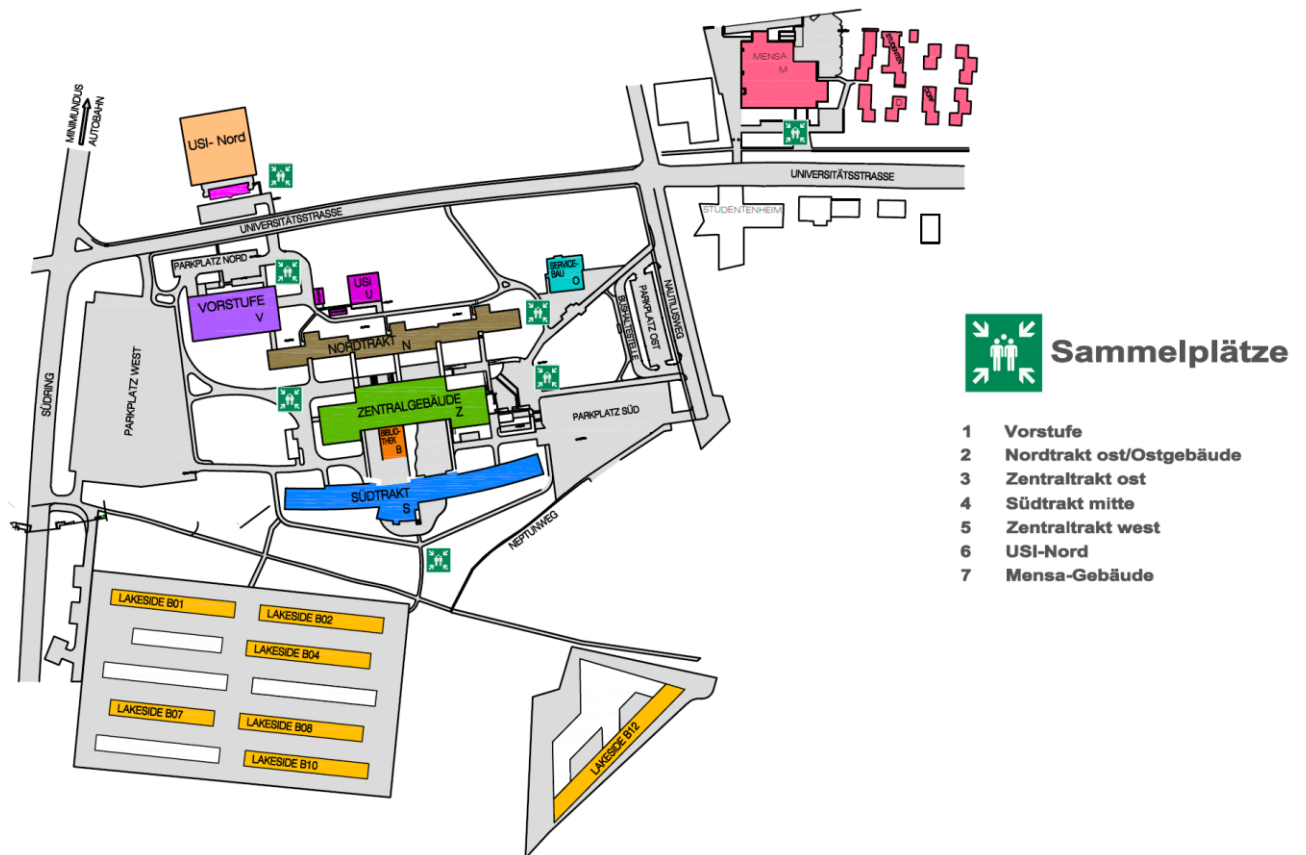 MENSA
M
STUDENTEN
DORF
MINIMUNDUS
AUTOBAHN
USI- Nord
UNIVERSITÄTSSTRASSE
STUDENTENHEIM
UNIVERSITÄTSSTRASSE
PARKPLATZ NORD
SERVICE-
BAU
O
USI
U
VORSTUFE
V
NORDTRAKT
N
BUSHALTESTELLE
PARKPLATZ OST
NAUTILUSWEG
SÜDRING
PARKPLATZ WEST
ZENTRALGEBÄUDE
Z
PARKPLATZ SÜD
BIBLIO-
THEK
B
SÜDTRAKT
S
NEPTUNWEG
LAKESIDE B01
LAKESIDE B02
LAKESIDE B04
LAKESIDE B07
LAKESIDE B08
LAKESIDE B10
LAKESIDE B12
Sammelplätze
1 Vorstufe
2 Nordtrakt ost/Ostgebäude
3 Zentraltrakt ost
4 Südtrakt mitte
5 Zentraltrakt west
6 USI-Nord
7 Mensa-Gebäude